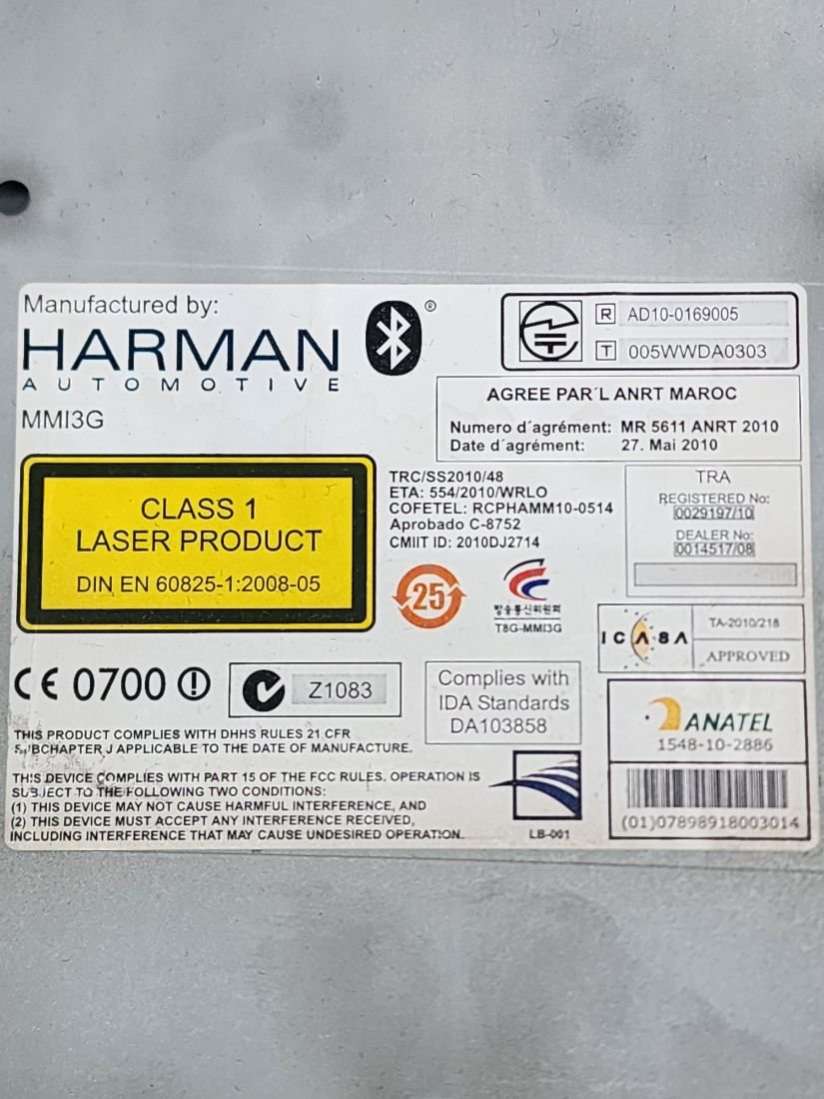 Manufactured by:
HARMAN
AUTOMOTIVE
MMI3G
®
R AD10-0169005
T 005WWDA0303
AGREE PAR´L ANRT MAROC
Numero d´agrément: MR 5611 ANRT 2010
Date d´agrément: 27. Mai 2010
CLASS 1
LASER PRODUCT
DIN EN 60825-1:2008-05
TRC/SS2010/48
ETA: 554/2010/WRLO
COFETEL: RCPHAMM10-0514
Aprobado C-8752
CMIIT ID: 2010DJ2714
TRA
REGISTERED No:
0029197/10
DEALER No:
0014517/08
25
방송통신위원회
T8G-MMI3G
ICASA
TA-2010/218
APPROVED
CE 0700
Z1083
Complies with
IDA Standards
DA103858
ANATEL
1548-10-2886
(01)07898918003014
THIS PRODUCT COMPLIES WITH DHHS RULES 21 CFR
SUBCHAPTER J APPLICABLE TO THE DATE OF MANUFACTURE.
THIS DEVICE COMPLIES WITH PART 15 OF THE FCC RULES. OPERATION IS
SUBJECT TO THE FOLLOWING TWO CONDITIONS:
(1) THIS DEVICE MAY NOT CAUSE HARMFUL INTERFERENCE, AND
(2) THIS DEVICE MUST ACCEPT ANY INTERFERENCE RECEIVED,
INCLUDING INTERFERENCE THAT MAY CAUSE UNDESIRED OPERATION.
LB-001